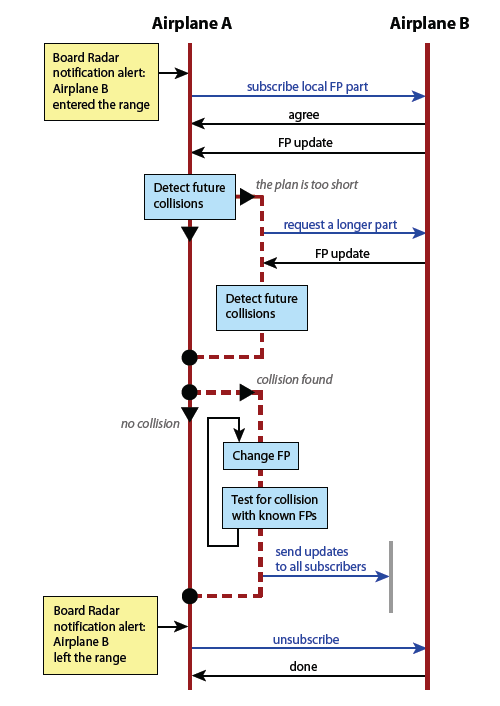 Airplane A
Airplane B
Board Radar
notification alert:
Airplane B
entered the range
subscribe local FP part
agree
FP update
Detect future
collisions
the plan is too short
request a longer part
FP update
Detect future
collisions
collision found
no collision
Change FP
Test for collision
with known FPs
send updates
to all subscribers
Board Radar
notification alert:
Airplane B
left the range
unsubscribe
done